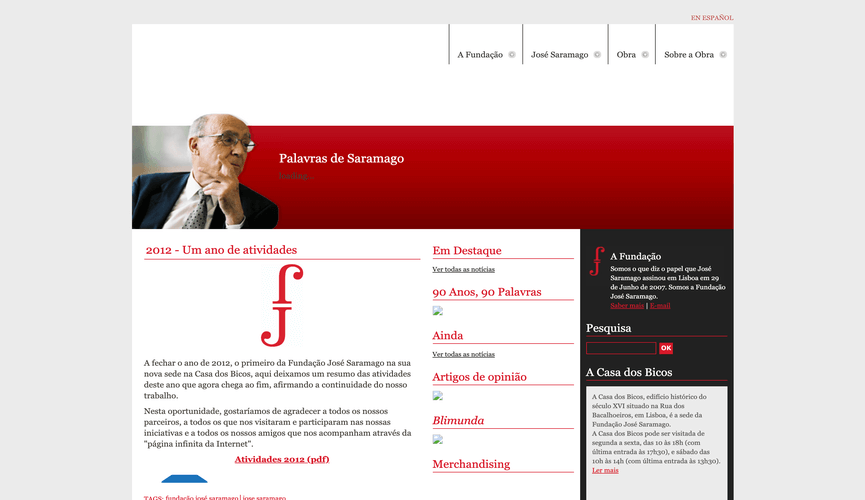 EN ESPAÑOL
A Fundação
José Saramago
Obra
Sobre a Obra
Palavras de Saramago
2012 - Um ano de atividades
A fechar o ano de 2012, o primeiro da Fundação José Saramago na sua
nova sede na Casa dos Bicos, aqui deixamos um resumo das atividades
deste ano que agora chega ao fim, afirmando a continuidade do nosso
trabalho.
Nesta oportunidade, gostaríamos de agradecer a todos os nossos
parceiros, a todos os que nos visitaram e participaram nas nossas
iniciativas e a todos os nossos amigos que nos acompanham através da
"página infinita da Internet".
Atividades 2012 (pdf)
TAGS: fundação josé saramago | jose saramago
Em Destaque
Ver todas as notícias
90 Anos, 90 Palavras
Ainda
Ver todas as notícias
Artigos de opinião
Blimunda
Merchandising
A Fundação
Somos o que diz o papel que José
Saramago assinou em Lisboa em 29
de Junho de 2007. Somos a Fundação
José Saramago.
Saber mais | E-mail
Pesquisa
OK
A Casa dos Bicos
A Casa dos Bicos, edifício histórico do
século XVI situado na Rua dos
Bacalhoeiros, em Lisboa, é a sede da
Fundação José Saramago.
A Casa dos Bicos pode ser visitada de
segunda a sexta, das 10 às 18h (com
última entrada às 17h30), e sábado das
10h às 14h (com última entrada às 13h30).
Ler mais